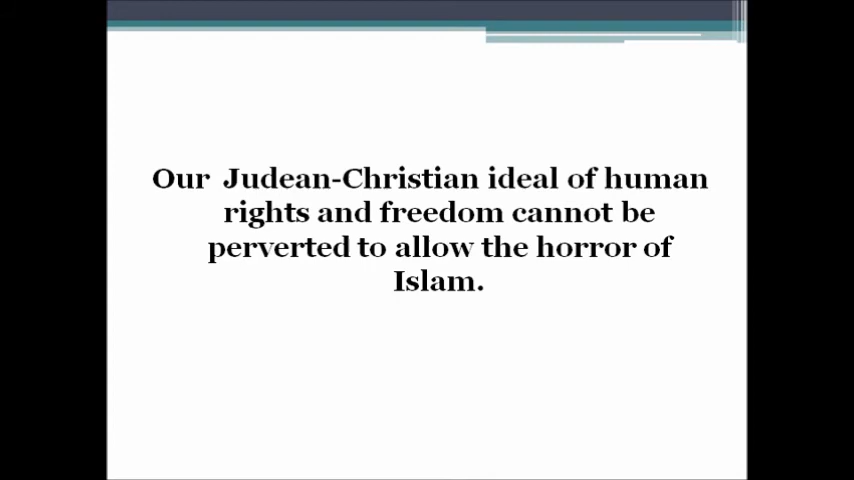 Our Judean-Christian ideal of human
rights and freedom cannot be
perverted to allow the horror of
Islam.